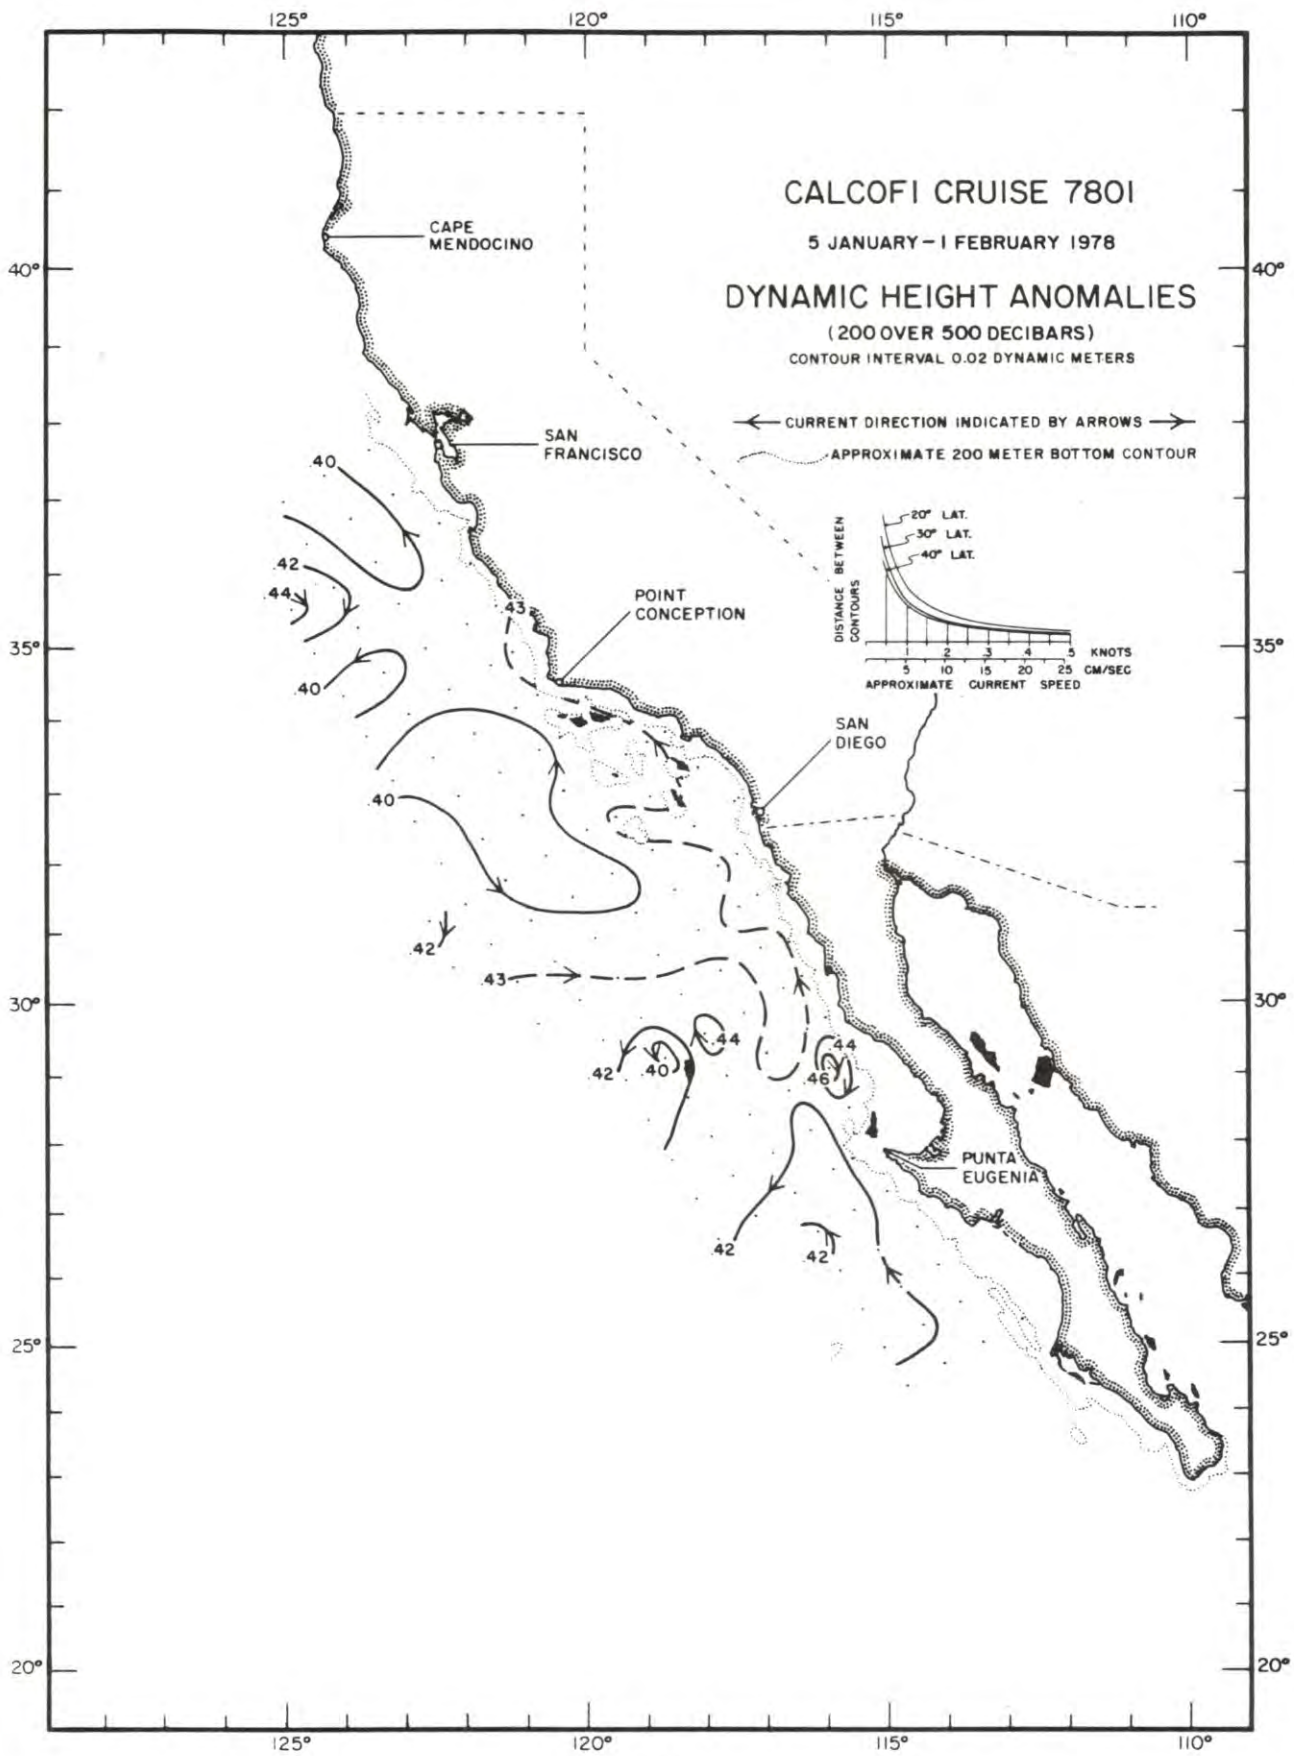 125° 120° 115° 110°
CALCOFI CRUISE 7801
5 JANUARY – 1 FEBRUARY 1978
DYNAMIC HEIGHT ANOMALIES
(200 OVER 500 DECIBARS)
CONTOUR INTERVAL 0.02 DYNAMIC METERS
CURRENT DIRECTION INDICATED BY ARROWS
APPROXIMATE 200 METER BOTTOM CONTOUR
CAPE
MENDOCINO
40° 40°
SAN
FRANCISCO
.40
20° LAT.
30° LAT.
40° LAT.
DISTANCE BETWEEN
CONTOURS
.1 .2 .3 .4 .5 KNOTS
5 10 15 20 25 CM/SEC
APPROXIMATE CURRENT SPEED
.42
.44
.43
POINT
CONCEPTION
35° 35°
.40
SAN
DIEGO
.40
.42
.43
30° 30°
.44
.42
.40
.44
.46
PUNTA
EUGENIA
.42
.42
25° 25°
20° 20°
125° 120° 115° 110°